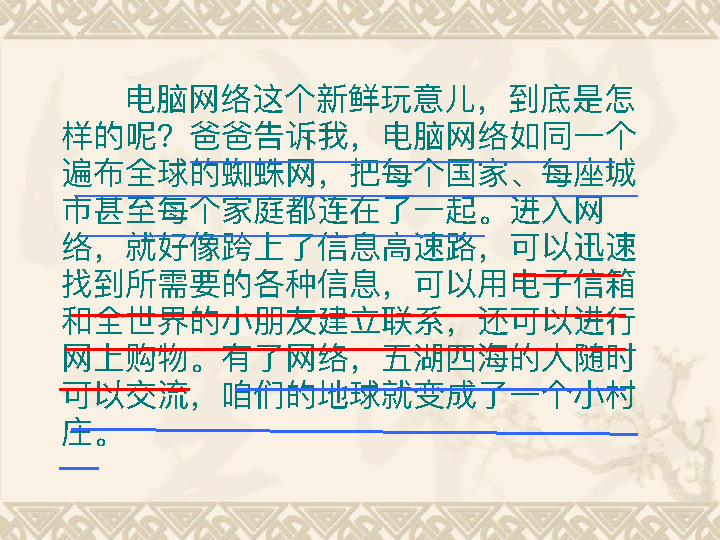 电脑网络这个新鲜玩意儿，到底是怎
样的呢？爸爸告诉我，电脑网络如同一个
遍布全球的蜘蛛网，把每个国家、每座城
市甚至每个家庭都连在了一起。进入网
络，就好像跨上了信息高速路，可以迅速
找到所需要的各种信息，可以用电子信箱
和全世界的小朋友建立联系，还可以进行
网上购物。有了网络，五湖四海的人随时
可以交流，咱们的地球就变成了一个小村
庄。